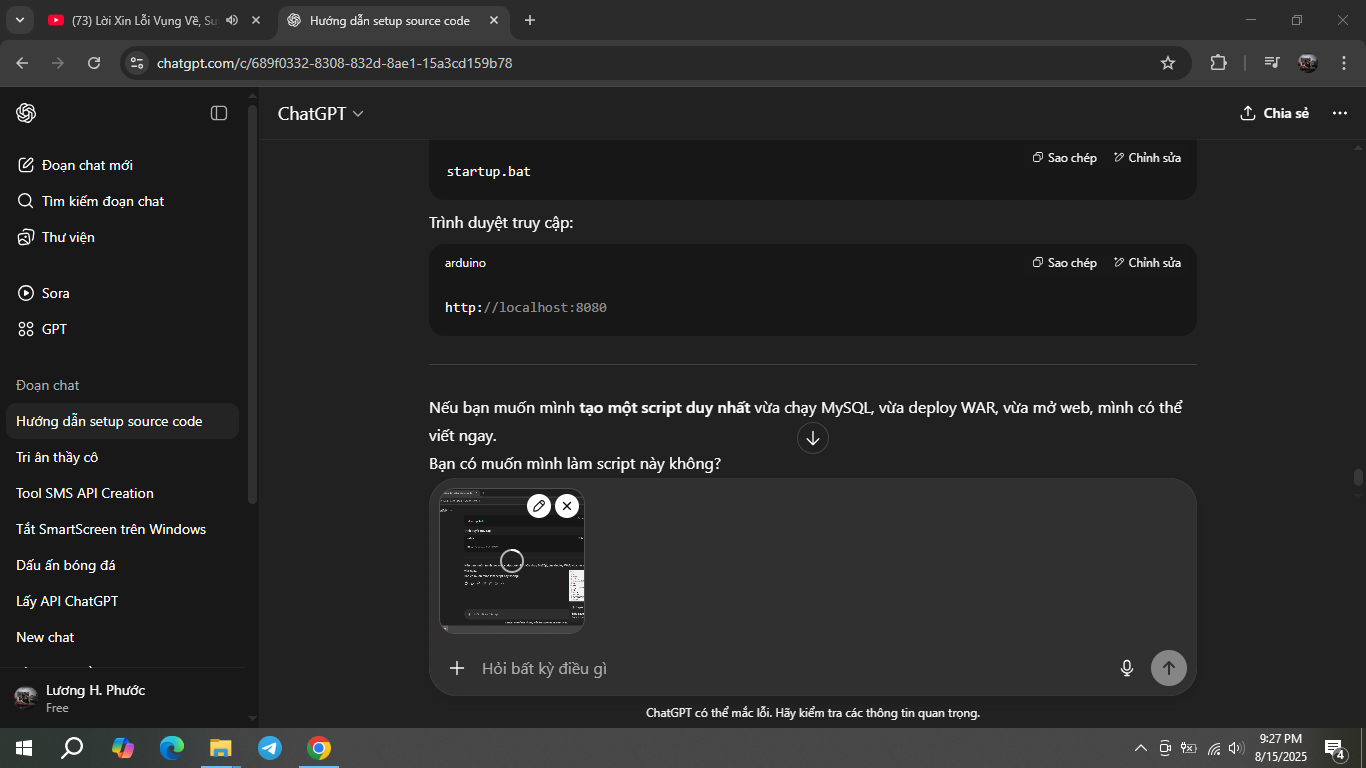 (73) Lời Xin Lỗi Vụng Về, Su
Hướng dẫn setup source code
chatgpt.com/c/689f0332-8308-832d-8ae1-15a3cd159b78
ChatGPT
Chia sẻ
Đoạn chat mới
Tìm kiếm đoạn chat
Thư viện
Sora
GPT
Đoạn chat
Hướng dẫn setup source code
Tri ân thầy cô
Tool SMS API Creation
Tắt SmartScreen trên Windows
Dấu ấn bóng đá
Lấy API ChatGPT
New chat
Lương H. Phước
Free
Sao chép Chỉnh sửa
startup.bat
Trình duyệt truy cập:
arduino Sao chép Chỉnh sửa
http://localhost:8080
Nếu bạn muốn mình tạo một script duy nhất vừa chạy MySQL, vừa deploy WAR, vừa mở web, mình có thể
viết ngay.
Bạn có muốn mình làm script này không?
Hỏi bất kỳ điều gì
ChatGPT có thể mắc lỗi. Hãy kiểm tra các thông tin quan trọng.
9:27 PM
8/15/2025
4